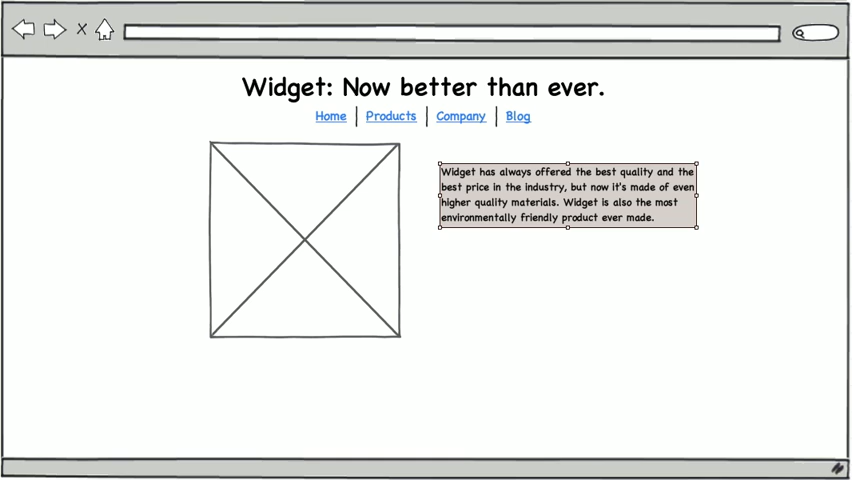 Widget: Now better than ever.
Home | Products | Company | Blog
Widget has always offered the best quality and the
best price in the industry, but now it's made of even
higher quality materials. Widget is also the most
environmentally friendly product ever made.